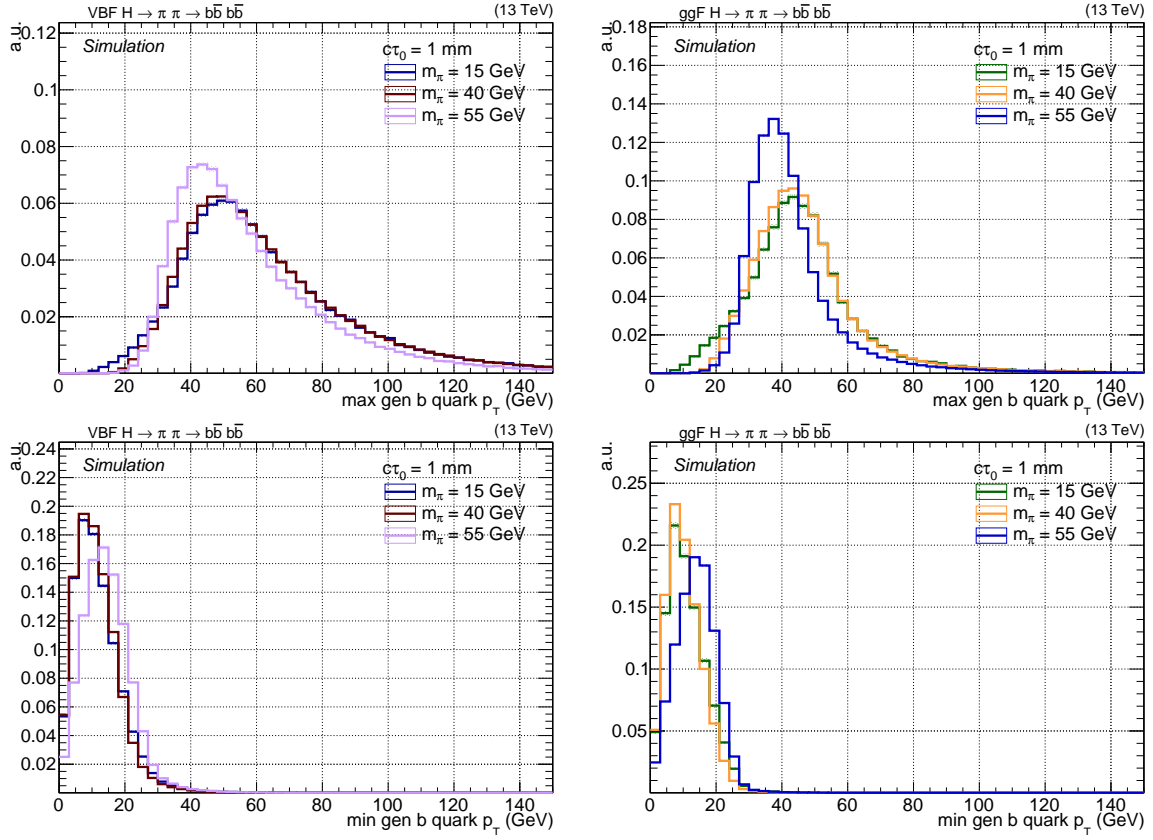 VBF H → π π → bb̅ bb̅ (13 TeV)
a.u.
Simulation
cτ₀ = 1 mm
m_π = 15 GeV
m_π = 40 GeV
m_π = 55 GeV
0.12
0.1
0.08
0.06
0.04
0.02
0 20 40 60 80 100 120 140
max gen b quark p_T (GeV)
ggF H → π π → bb̅ bb̅ (13 TeV)
a.u.
Simulation
cτ₀ = 1 mm
m_π = 15 GeV
m_π = 40 GeV
m_π = 55 GeV
0.18
0.16
0.14
0.12
0.1
0.08
0.06
0.04
0.02
0 20 40 60 80 100 120 140
max gen b quark p_T (GeV)
VBF H → π π → bb̅ bb̅ (13 TeV)
a.u.
Simulation
cτ₀ = 1 mm
m_π = 15 GeV
m_π = 40 GeV
m_π = 55 GeV
0.24
0.22
0.2
0.18
0.16
0.14
0.12
0.1
0.08
0.06
0.04
0.02
0 20 40 60 80 100 120 140
min gen b quark p_T (GeV)
ggF H → π π → bb̅ bb̅ (13 TeV)
a.u.
Simulation
cτ₀ = 1 mm
m_π = 15 GeV
m_π = 40 GeV
m_π = 55 GeV
0.25
0.2
0.15
0.1
0.05
0 20 40 60 80 100 120 140
min gen b quark p_T (GeV)